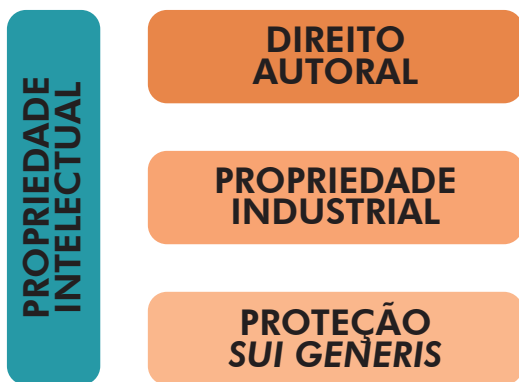 PROPRIEDADE
INTELECTUAL
DIREITO
AUTORAL
PROPRIEDADE
INDUSTRIAL
PROTEÇÃO
SUI GENERIS